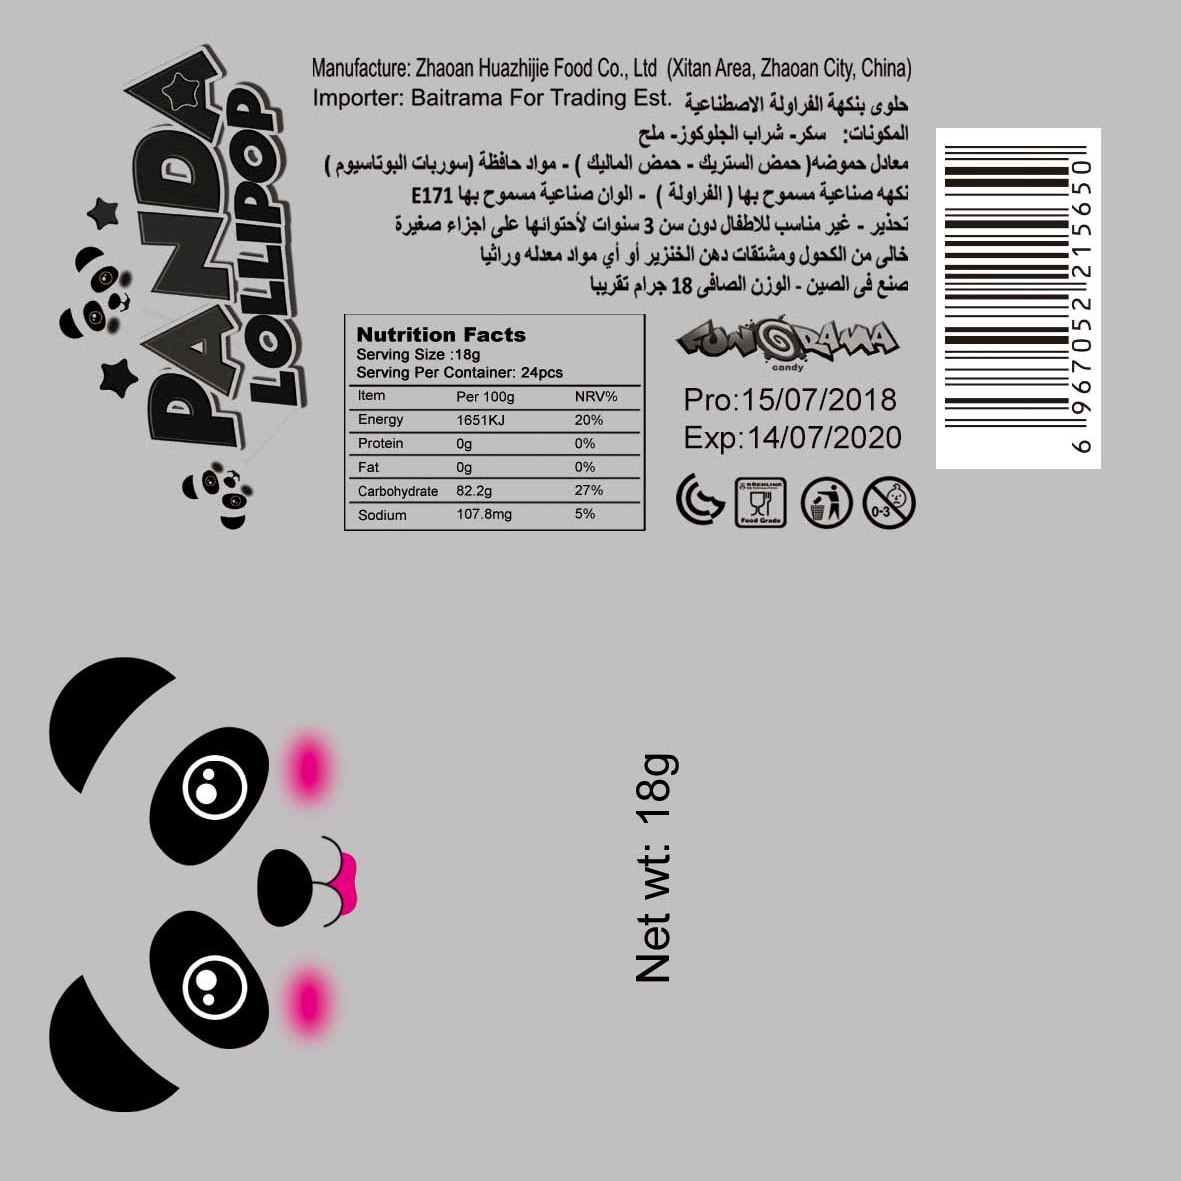 PANDA
LOLLIPOP
Manufacture: Zhaoan Huazhijie Food Co., Ltd (Xitan Area, Zhaoan City, China)
Importer: Baitrama For Trading Est. حلوى بنكهة الفراولة الاصطناعية
المكونات: سكر- شراب الجلوكوز- ملح
معادل حموضه( حمض الستريك - حمض الماليك ) - مواد حافظة (سوربات البوتاسيوم )
نكهه صناعية مسموح بها ( الفراولة ) - الوان صناعية مسموح بها E171
تحذير - غير مناسب للاطفال دون سن 3 سنوات لأحتوائها على اجزاء صغيرة
خالى من الكحول ومشتقات دهن الخنزير أو أي مواد معدله وراثيا
صنع فى الصين - الوزن الصافى 18 جرام تقريبا
Nutrition Facts
Serving Size :18g
Serving Per Container: 24pcs
Item Per 100g NRV%
Energy 1651KJ 20%
Protein 0g 0%
Fat 0g 0%
Carbohydrate 82.2g 27%
Sodium 107.8mg 5%
FUNORAMA
candy
Pro:15/07/2018
Exp:14/07/2020
Food Grade
0-3
6 967052 215650
Net wt: 18g